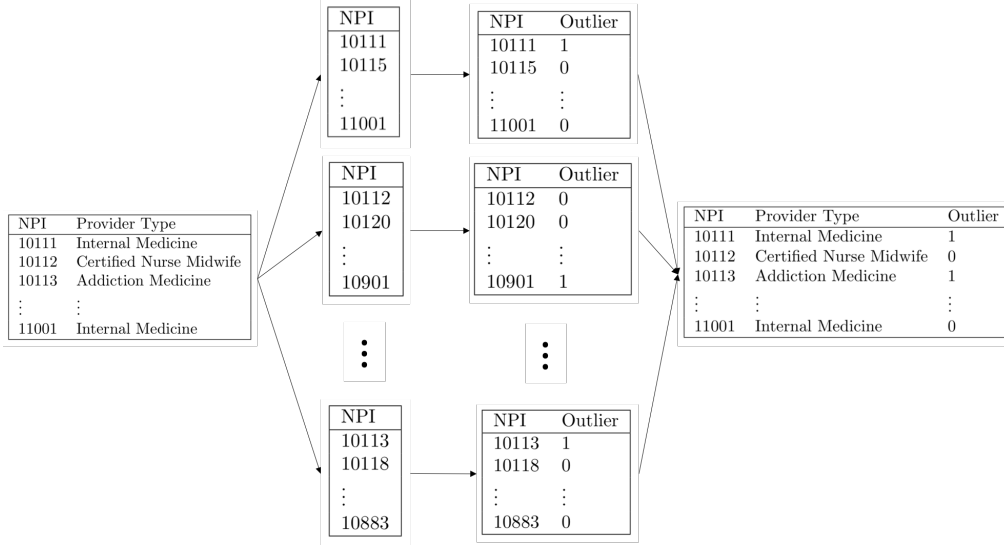 NPI Provider Type
10111 Internal Medicine
10112 Certified Nurse Midwife
10113 Addiction Medicine
⋮ ⋮
11001 Internal Medicine
NPI
10111
10115
⋮
11001
NPI Outlier
10111 1
10115 0
⋮ ⋮
11001 0
NPI
10112
10120
⋮
10901
NPI Outlier
10112 0
10120 0
⋮ ⋮
10901 1
⋮
⋮
NPI
10113
10118
⋮
10883
NPI Outlier
10113 1
10118 0
⋮ ⋮
10883 0
NPI Provider Type Outlier
10111 Internal Medicine 1
10112 Certified Nurse Midwife 0
10113 Addiction Medicine 1
⋮ ⋮ ⋮
11001 Internal Medicine 0